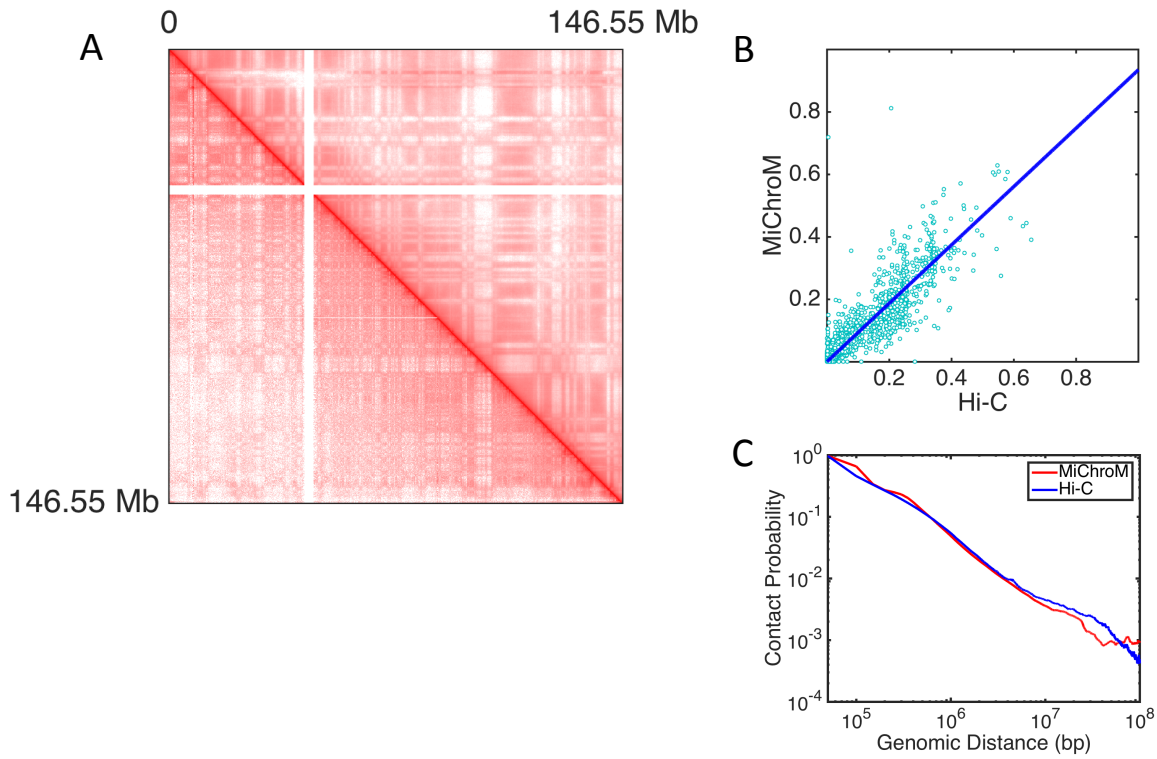 A
0
146.55 Mb
146.55 Mb
B
MiChroM
0.8
0.6
0.4
0.2
0.2 0.4 0.6 0.8
Hi-C
C
Contact Probability
10^0
10^-1
10^-2
10^-3
10^-4
MiChroM
Hi-C
10^5 10^6 10^7 10^8
Genomic Distance (bp)